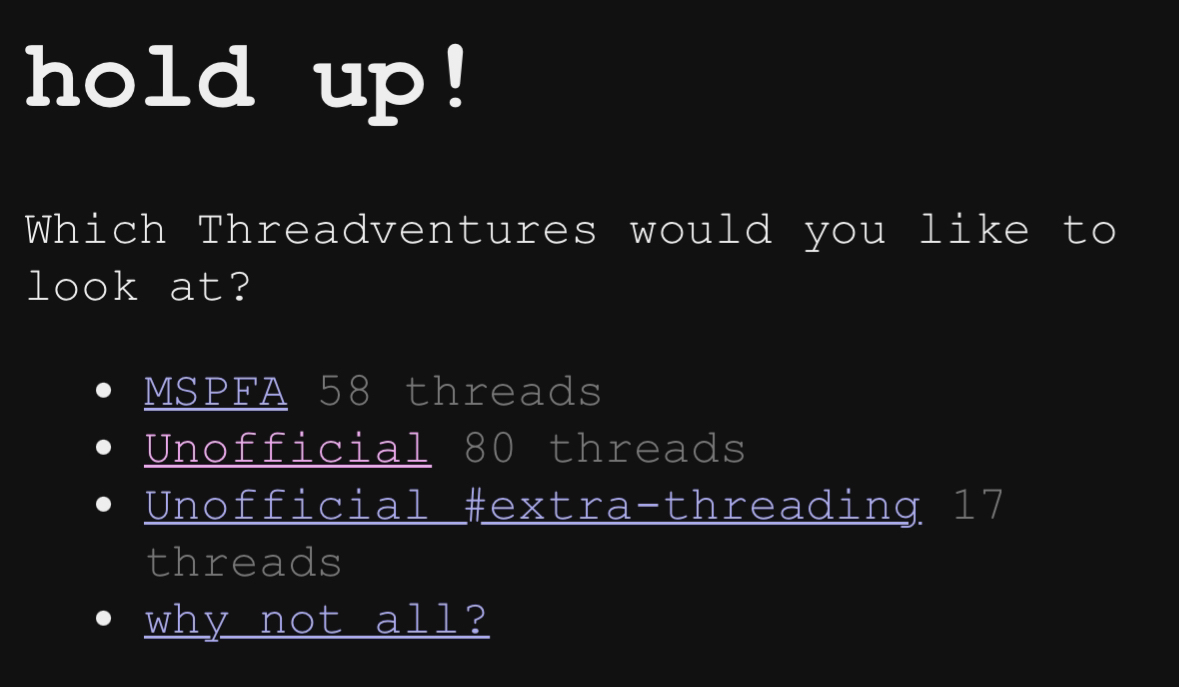 hold up!
Which Threadventures would you like to
look at?
MSPFA 58 threads
Unofficial 80 threads
Unofficial #extra-threading 17
threads
why not all?